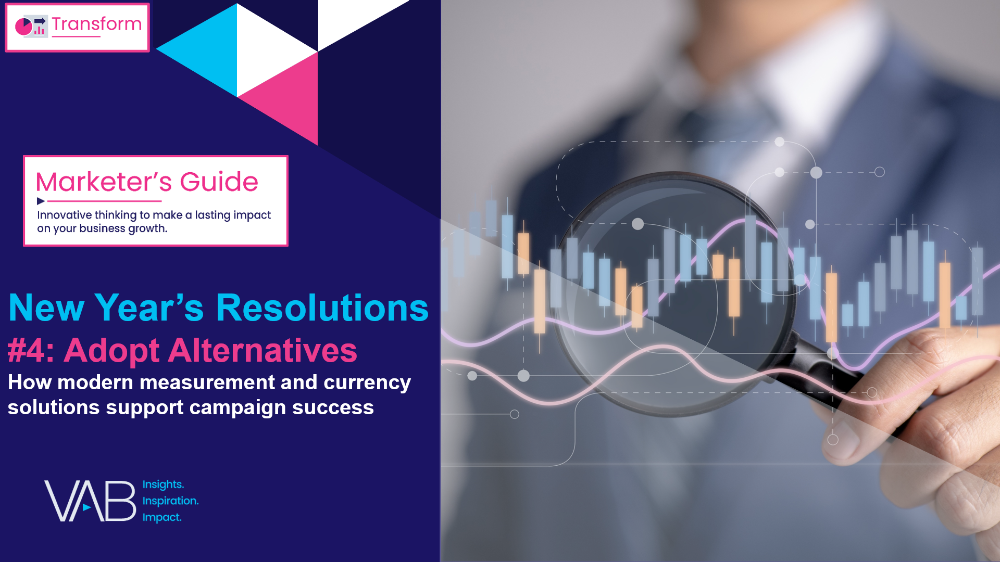 Transform
Marketer’s Guide
Innovative thinking to make a lasting impact
on your business growth.
New Year’s Resolutions
#4: Adopt Alternatives
How modern measurement and currency
solutions support campaign success
VAB
Insights.
Inspiration.
Impact.